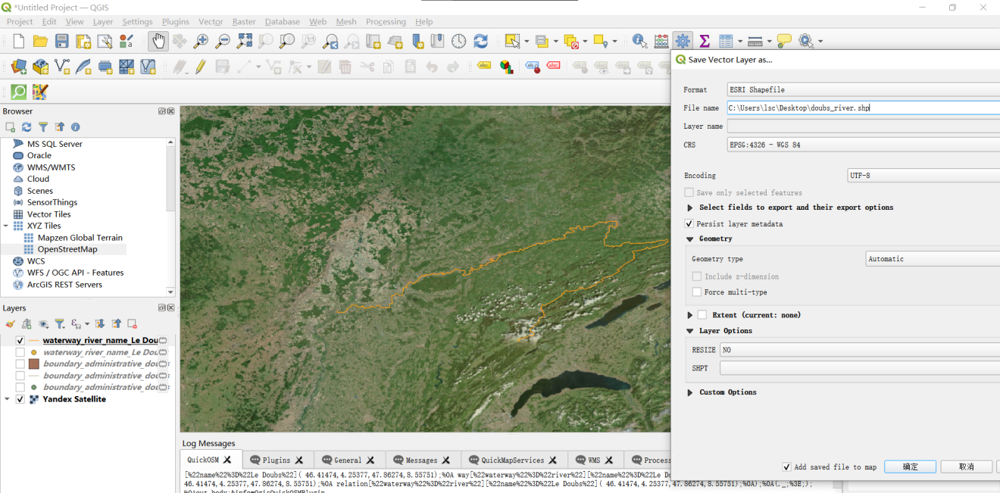 *Untitled Project — QGIS
Project Edit View Layer Settings Plugins Vector Raster Database Web Mesh Processing Help
Save Vector Layer as...
Format ESRI Shapefile
File name C:\Users\lsc\Desktop\doubs_river.shp
Layer name
CRS EPSG:4326 - WGS 84
Encoding UTF-8
Save only selected features
Select fields to export and their export options
Persist layer metadata
Geometry
Geometry type Automatic
Include z-dimension
Force multi-type
Extent (current: none)
Layer Options
RESIZE NO
SHPT
Custom Options
Add saved file to map 确定 取消
Browser
MS SQL Server
Oracle
WMS/WMTS
Cloud
Scenes
SensorThings
Vector Tiles
XYZ Tiles
Mapzen Global Terrain
OpenStreetMap
WCS
WFS / OGC API - Features
ArcGIS REST Servers
Layers
waterway_river_name_Le Dou
waterway_river_name_Le Dou
boundary_administrative_dou
boundary_administrative_dou
boundary_administrative_dou
Yandex Satellite
Log Messages
QuickOSM Plugins General Messages QuickMapServices WMS Process
[%22name%22%3D%22Le Doubs%22]( 46.41474,4.25377,47.86274,8.55751);%0A way[%22waterway%22%3D%22river%22][%22name%22%3D%22Le Doubs%22](
46.41474,4.25377,47.86274,8.55751);%0A relation[%22waterway%22%3D%22river%22][%22name%22%3D%22Le Doubs%22]( 46.41474,4.25377,47.86274,8.55751);%0A);%0A(._;%3E;);
%0Aout body;&info=QgisQuickOSMPlugin